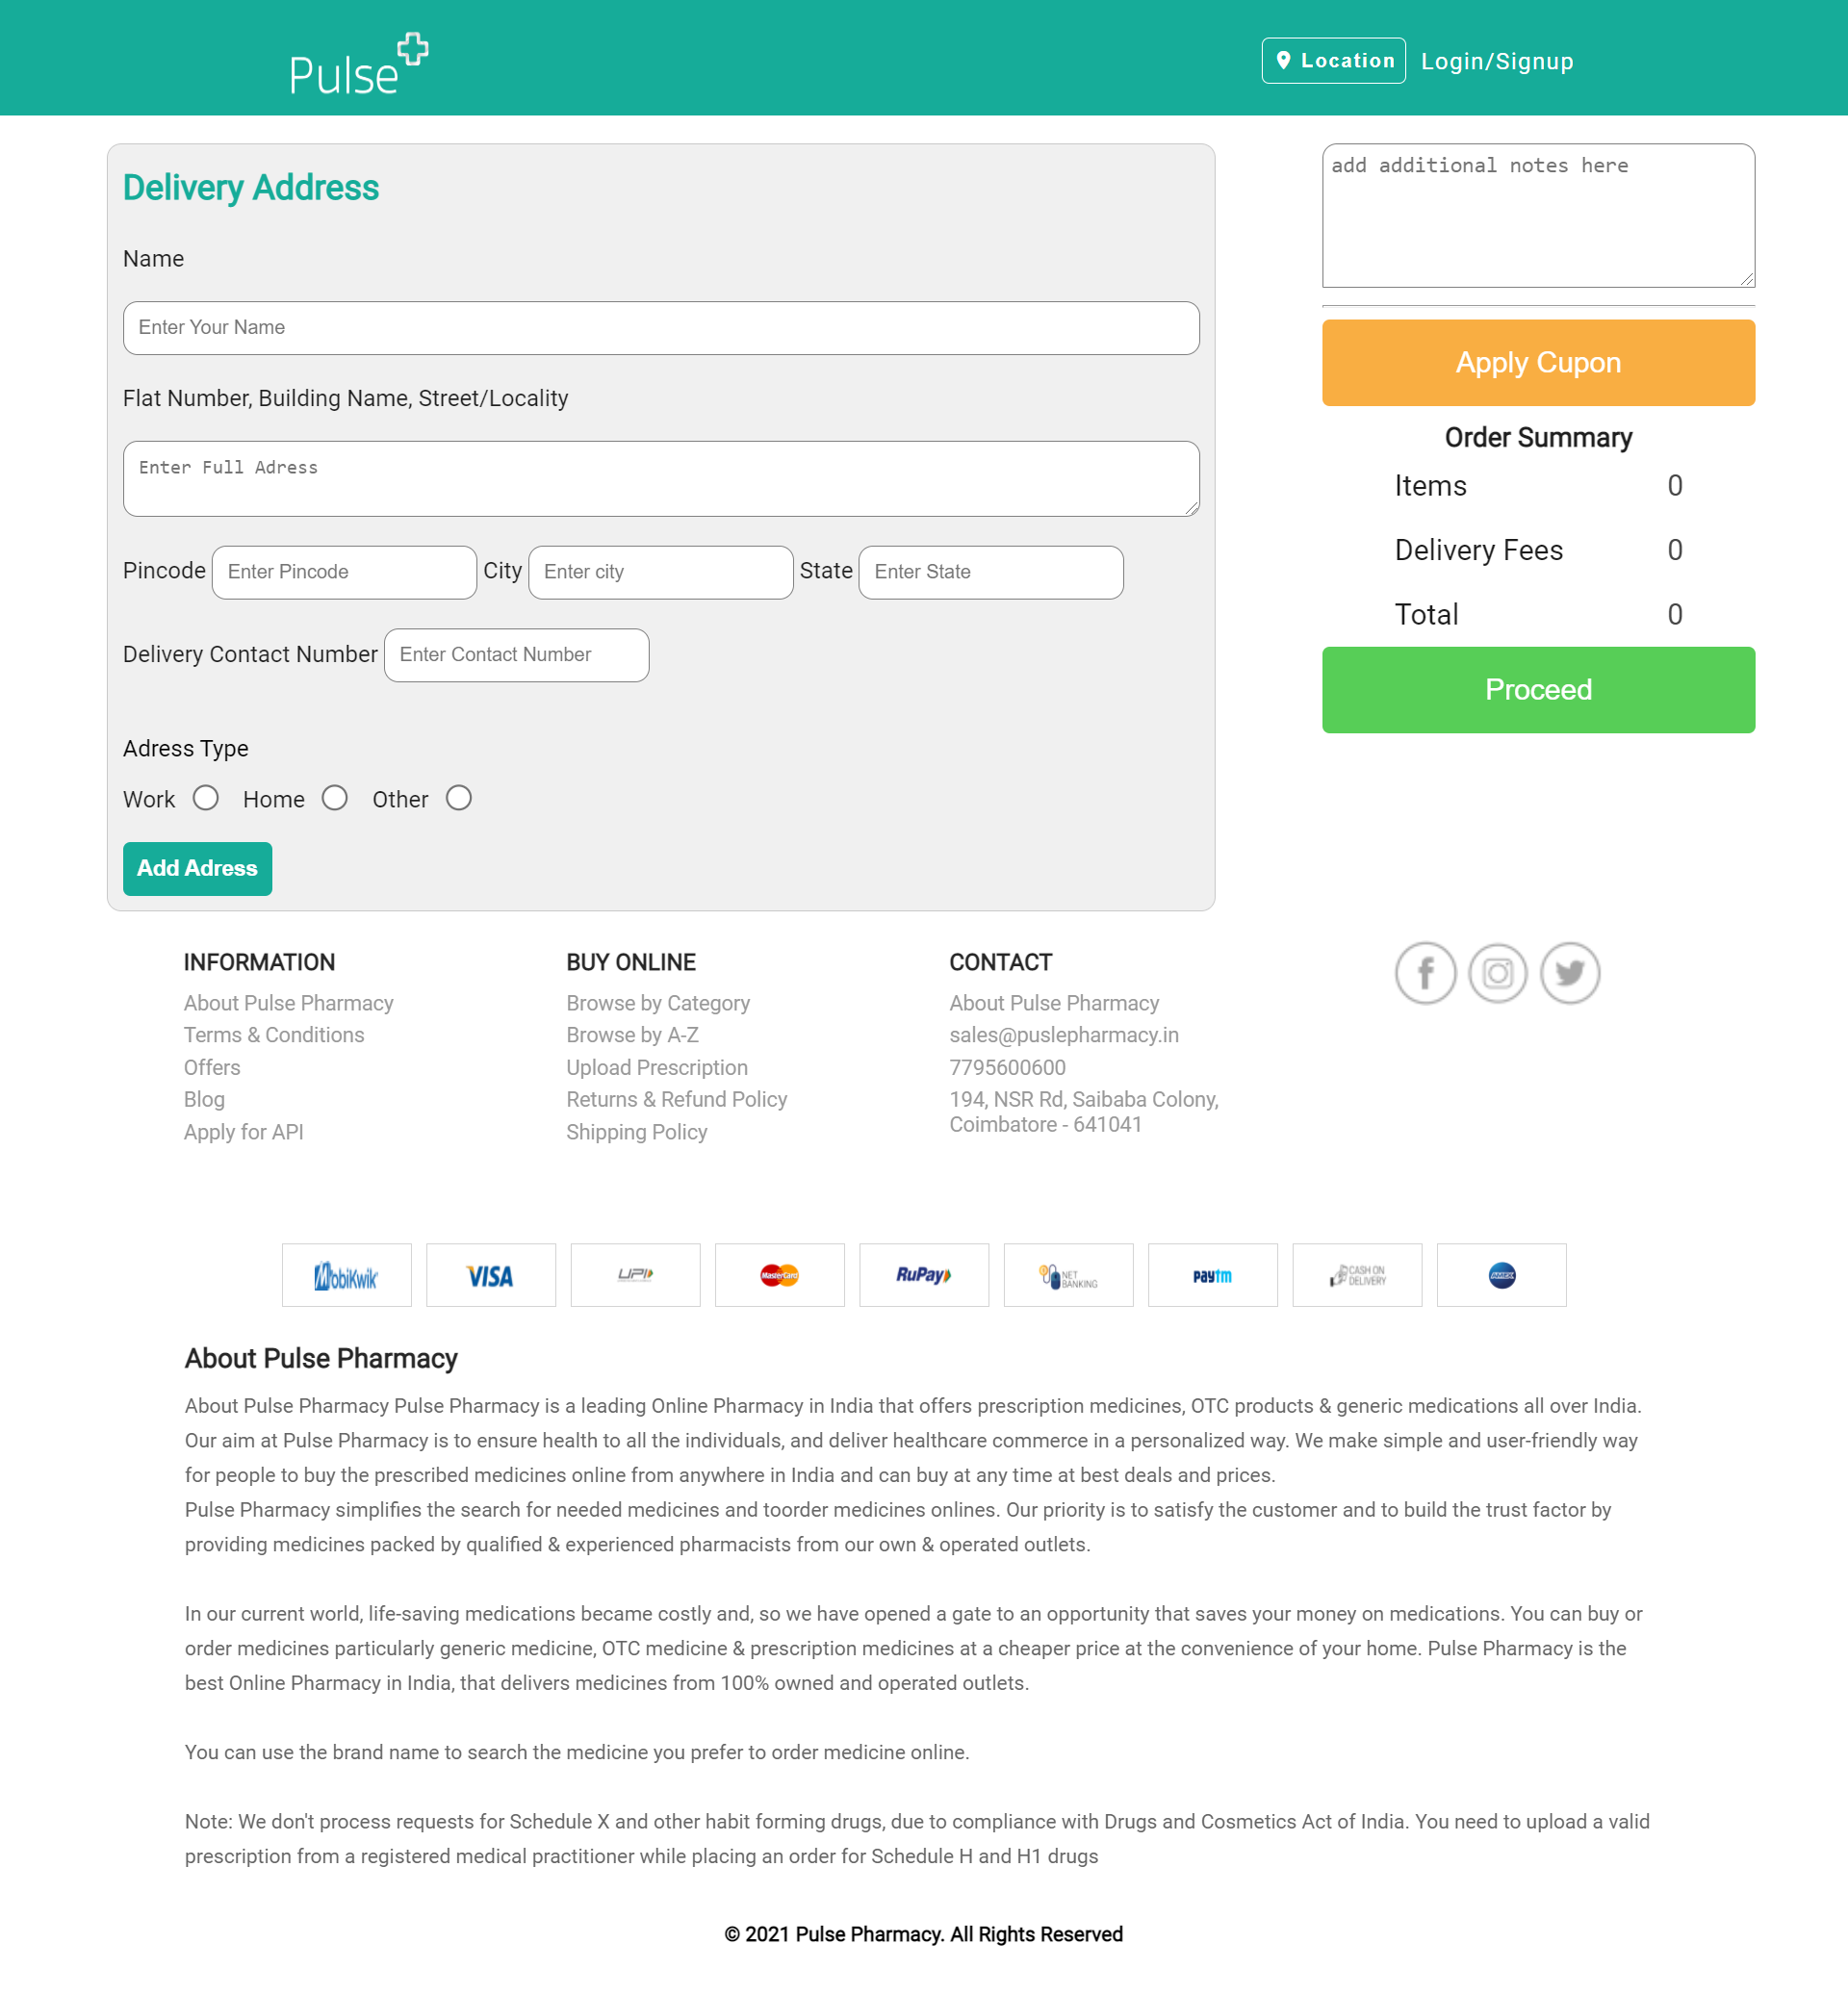 Pulse
Location
Login/Signup
Delivery Address
Name
Enter Your Name
Flat Number, Building Name, Street/Locality
Enter Full Adress
Pincode Enter Pincode City Enter city State Enter State
Delivery Contact Number Enter Contact Number
Adress Type
Work Home Other
Add Adress
add additional notes here
Apply Cupon
Order Summary
Items 0
Delivery Fees 0
Total 0
Proceed
INFORMATION
About Pulse Pharmacy
Terms & Conditions
Offers
Blog
Apply for API
BUY ONLINE
Browse by Category
Browse by A-Z
Upload Prescription
Returns & Refund Policy
Shipping Policy
CONTACT
About Pulse Pharmacy
sales@puslepharmacy.in
7795600600
194, NSR Rd, Saibaba Colony,
Coimbatore - 641041
MobiKwik
VISA
UPI
MasterCard
RuPay
NET
BANKING
paytm
CASH ON
DELIVERY
AMEX
About Pulse Pharmacy
About Pulse Pharmacy Pulse Pharmacy is a leading Online Pharmacy in India that offers prescription medicines, OTC products & generic medications all over India.
Our aim at Pulse Pharmacy is to ensure health to all the individuals, and deliver healthcare commerce in a personalized way. We make simple and user-friendly way
for people to buy the prescribed medicines online from anywhere in India and can buy at any time at best deals and prices.
Pulse Pharmacy simplifies the search for needed medicines and toorder medicines onlines. Our priority is to satisfy the customer and to build the trust factor by
providing medicines packed by qualified & experienced pharmacists from our own & operated outlets.
In our current world, life-saving medications became costly and, so we have opened a gate to an opportunity that saves your money on medications. You can buy or
order medicines particularly generic medicine, OTC medicine & prescription medicines at a cheaper price at the convenience of your home. Pulse Pharmacy is the
best Online Pharmacy in India, that delivers medicines from 100% owned and operated outlets.
You can use the brand name to search the medicine you prefer to order medicine online.
Note: We don't process requests for Schedule X and other habit forming drugs, due to compliance with Drugs and Cosmetics Act of India. You need to upload a valid
prescription from a registered medical practitioner while placing an order for Schedule H and H1 drugs
© 2021 Pulse Pharmacy. All Rights Reserved